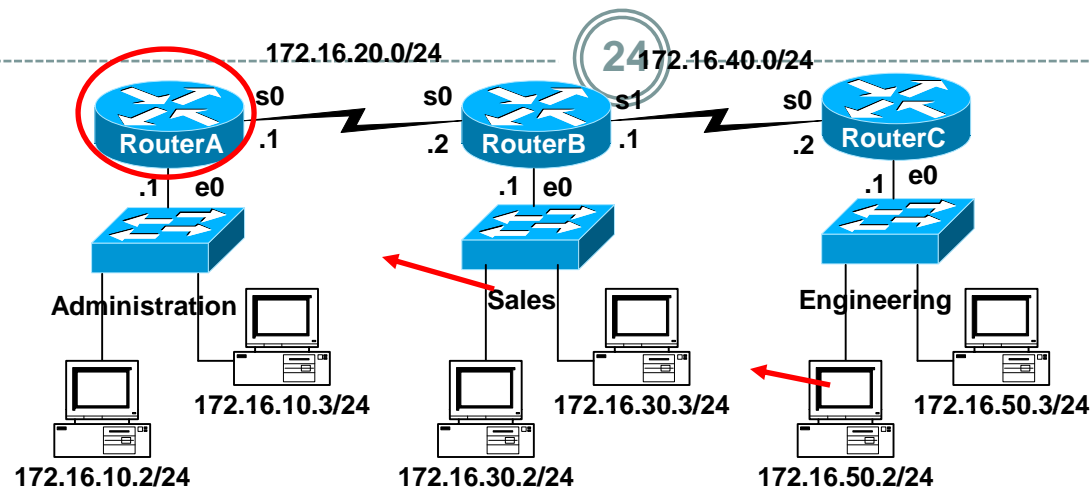 172.16.20.0/24
24
172.16.40.0/24
s0
s0
s1
s0
RouterA
.1
.2
RouterB
.1
.2
RouterC
.1
e0
.1
e0
.1
e0
Administration
Sales
Engineering
172.16.10.3/24
172.16.30.3/24
172.16.50.3/24
172.16.10.2/24
172.16.30.2/24
172.16.50.2/24